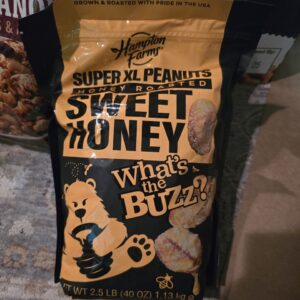 GROWN & ROASTED WITH PRIDE IN THE USA
Hampton
Farms
SUPER XL PEANUTS
HONEY ROASTED
SWEET
HONEY
What's
the
BUZZ?
WT 2.5 LB (40 OZ) 1.13 kg